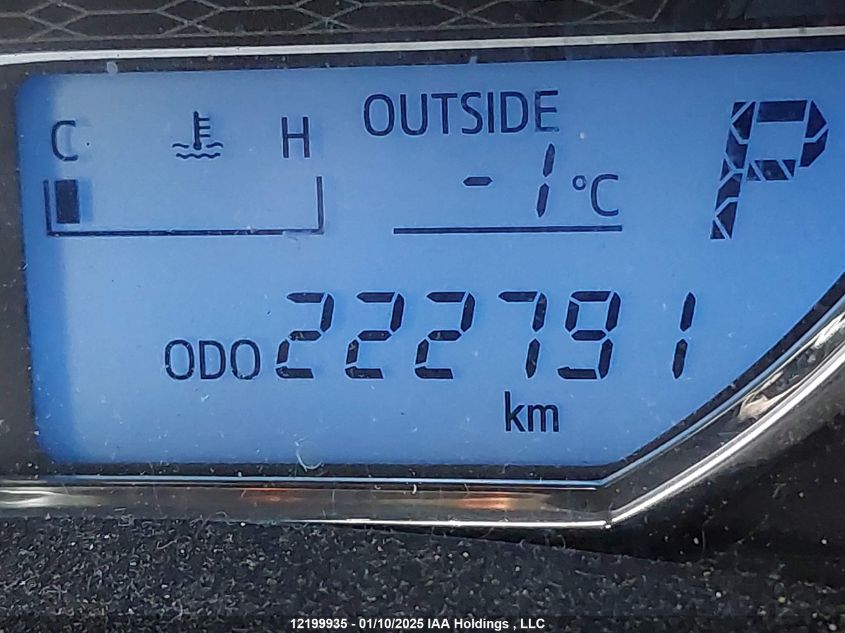 C H OUTSIDE P
-1 °C
ODO 222791
km
12199935 - 01/10/2025 IAA Holdings , LLC